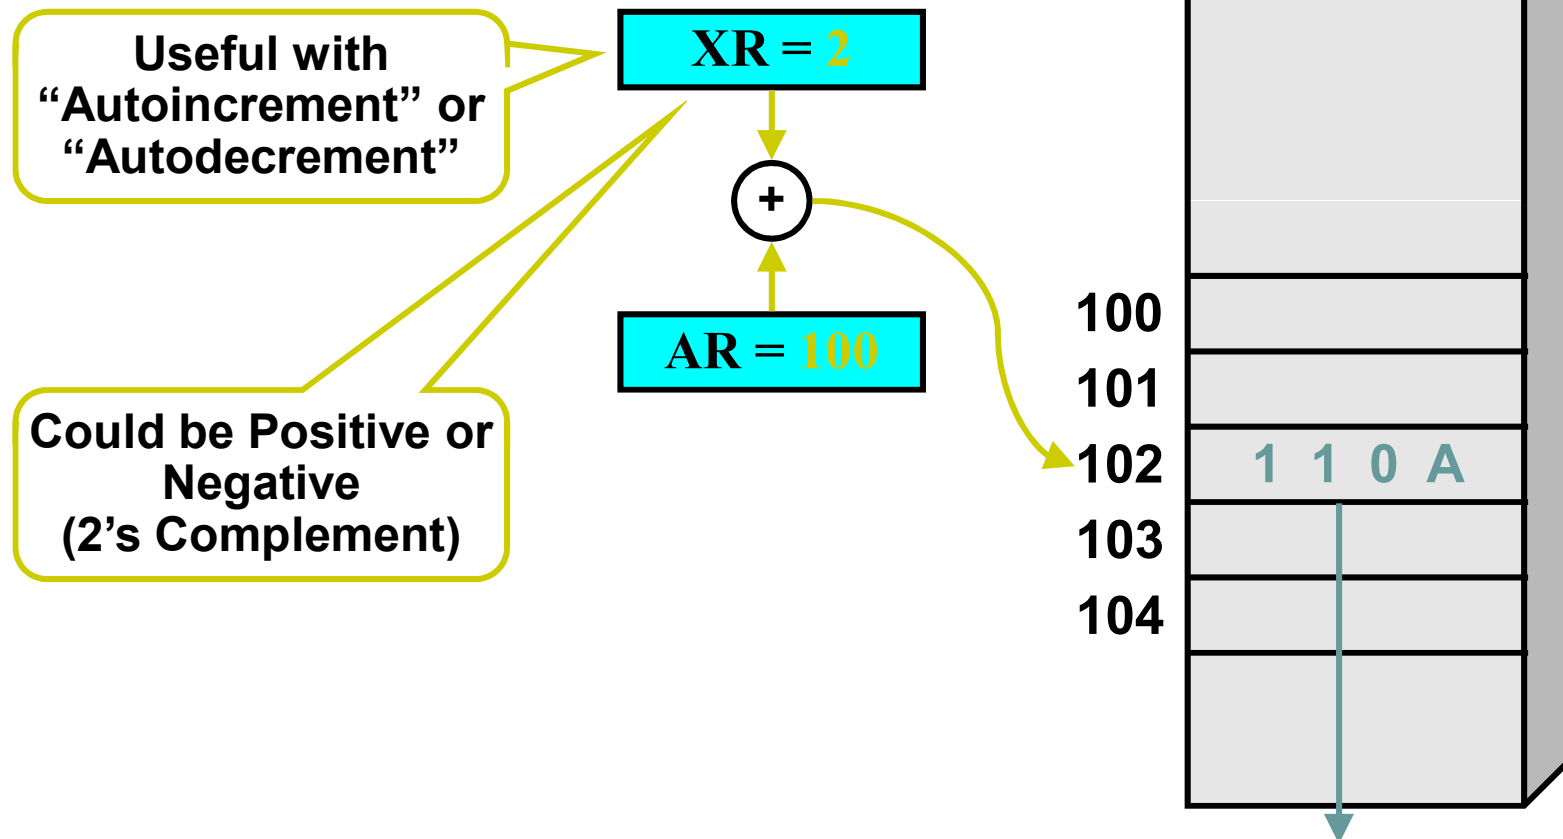 Useful with
“Autoincrement” or
“Autodecrement”
XR = 2
+
AR = 100
Could be Positive or
Negative
(2’s Complement)
100
101
102 1 1 0 A
103
104